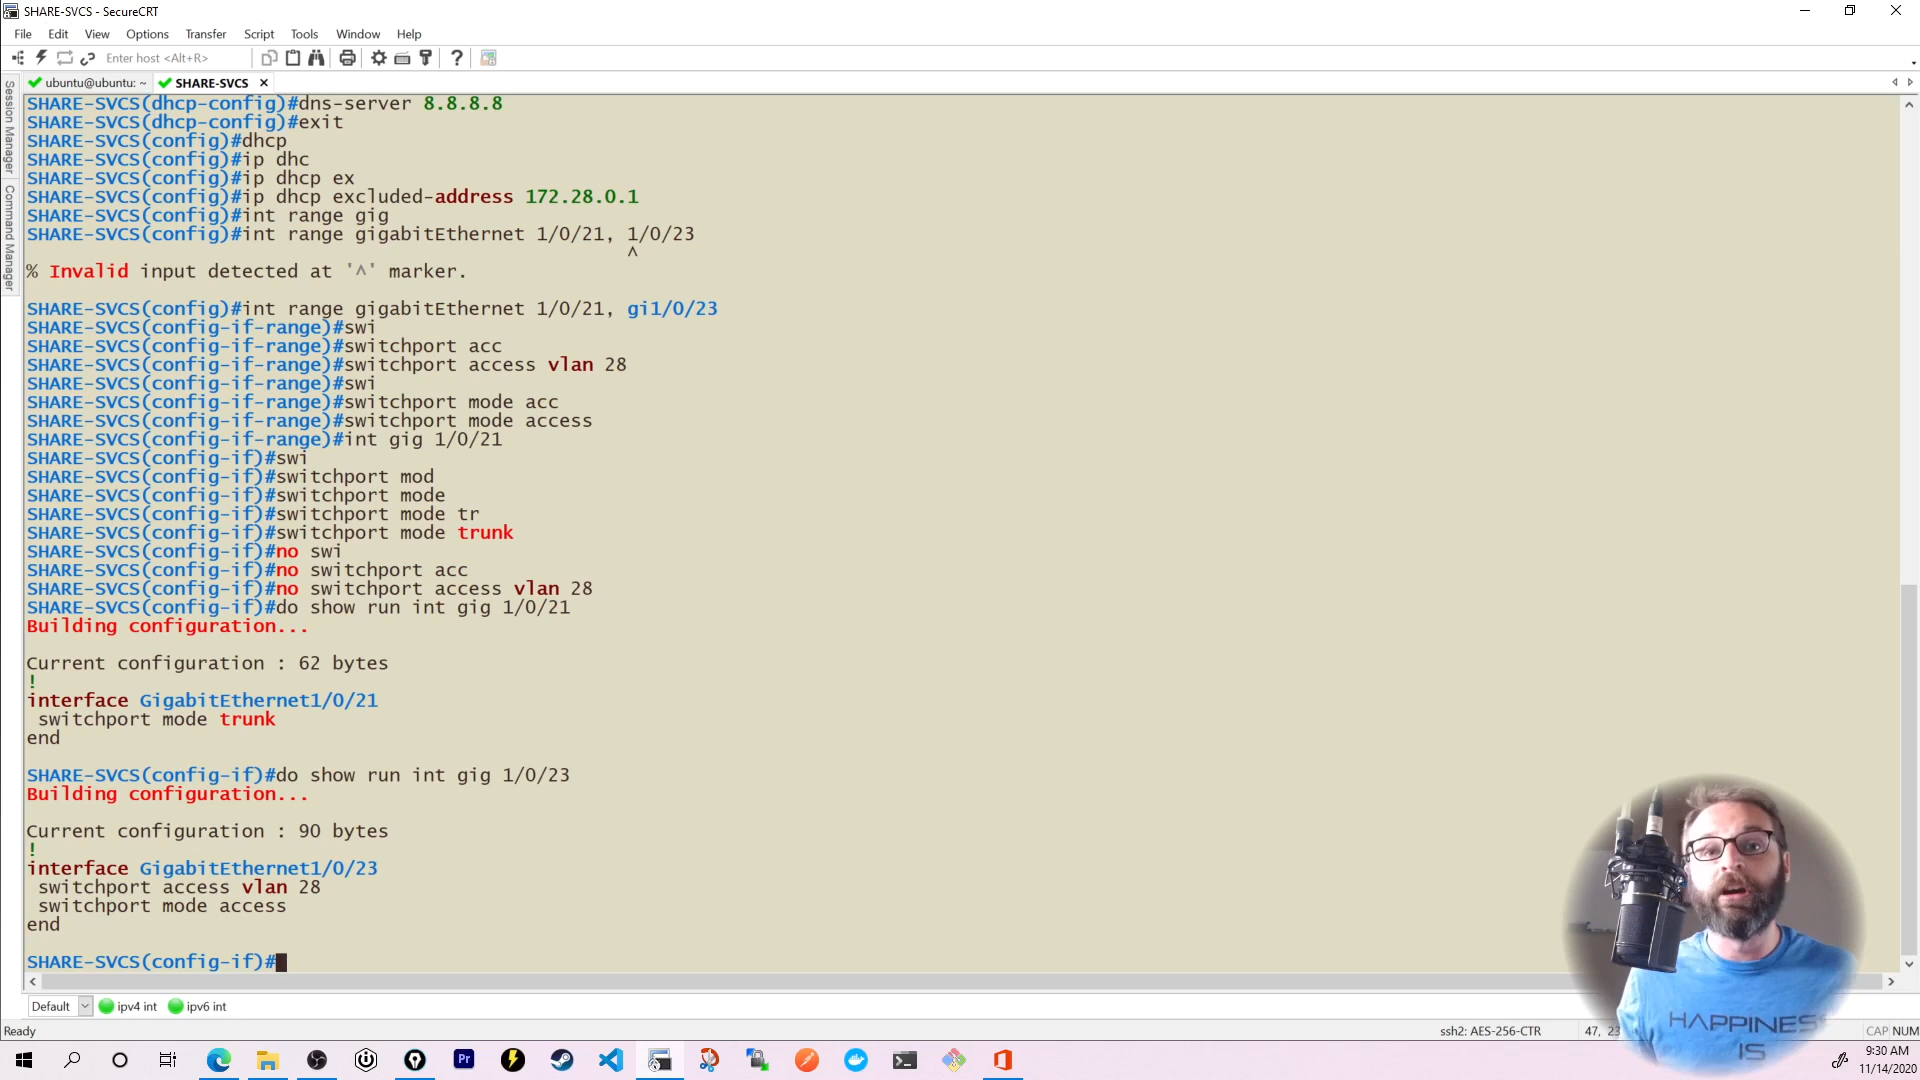 SHARE-SVCS - SecureCRT
File Edit View Options Transfer Script Tools Window Help
Enter host <Alt+R>
ubuntu@ubuntu: ~ SHARE-SVCS
Session Manager
Command Manager
SHARE-SVCS(dhcp-config)#dns-server 8.8.8.8
SHARE-SVCS(dhcp-config)#exit
SHARE-SVCS(config)#dhcp
SHARE-SVCS(config)#ip dhc
SHARE-SVCS(config)#ip dhcp ex
SHARE-SVCS(config)#ip dhcp excluded-address 172.28.0.1
SHARE-SVCS(config)#int range gig
SHARE-SVCS(config)#int range gigabitEthernet 1/0/21, 1/0/23
^
% Invalid input detected at '^' marker.
SHARE-SVCS(config)#int range gigabitEthernet 1/0/21, gi1/0/23
SHARE-SVCS(config-if-range)#swi
SHARE-SVCS(config-if-range)#switchport acc
SHARE-SVCS(config-if-range)#switchport access vlan 28
SHARE-SVCS(config-if-range)#swi
SHARE-SVCS(config-if-range)#switchport mode acc
SHARE-SVCS(config-if-range)#switchport mode access
SHARE-SVCS(config-if-range)#int gig 1/0/21
SHARE-SVCS(config-if)#swi
SHARE-SVCS(config-if)#switchport mod
SHARE-SVCS(config-if)#switchport mode
SHARE-SVCS(config-if)#switchport mode tr
SHARE-SVCS(config-if)#switchport mode trunk
SHARE-SVCS(config-if)#no swi
SHARE-SVCS(config-if)#no switchport acc
SHARE-SVCS(config-if)#no switchport access vlan 28
SHARE-SVCS(config-if)#do show run int gig 1/0/21
Building configuration...
Current configuration : 62 bytes
!
interface GigabitEthernet1/0/21
switchport mode trunk
end
SHARE-SVCS(config-if)#do show run int gig 1/0/23
Building configuration...
Current configuration : 90 bytes
!
interface GigabitEthernet1/0/23
switchport access vlan 28
switchport mode access
end
SHARE-SVCS(config-if)#
Default ipv4 int ipv6 int
Ready ssh2: AES-256-CTR 47, 23 CAP NUM
HAPPINESS
IS
Pr
9:30 AM
11/14/2020